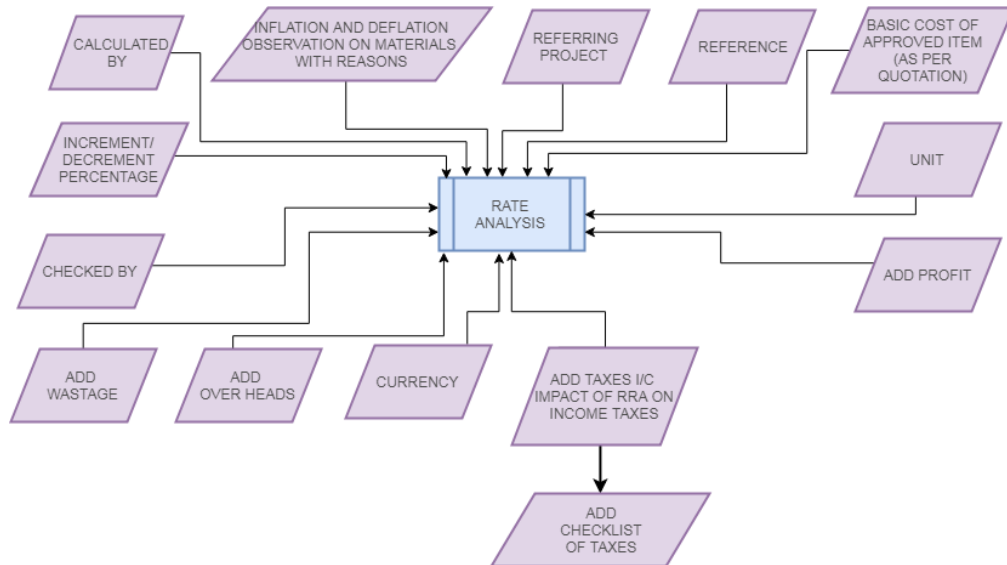 CALCULATED
BY
INFLATION AND DEFLATION
OBSERVATION ON MATERIALS
WITH REASONS
REFERRING
PROJECT
REFERENCE
BASIC COST OF
APPROVED ITEM
(AS PER
QUOTATION)
INCREMENT/
DECREMENT
PERCENTAGE
UNIT
RATE
ANALYSIS
CHECKED BY
ADD PROFIT
ADD
WASTAGE
ADD
OVER HEADS
CURRENCY
ADD TAXES I/C
IMPACT OF RRA ON
INCOME TAXES
ADD
CHECKLIST
OF TAXES